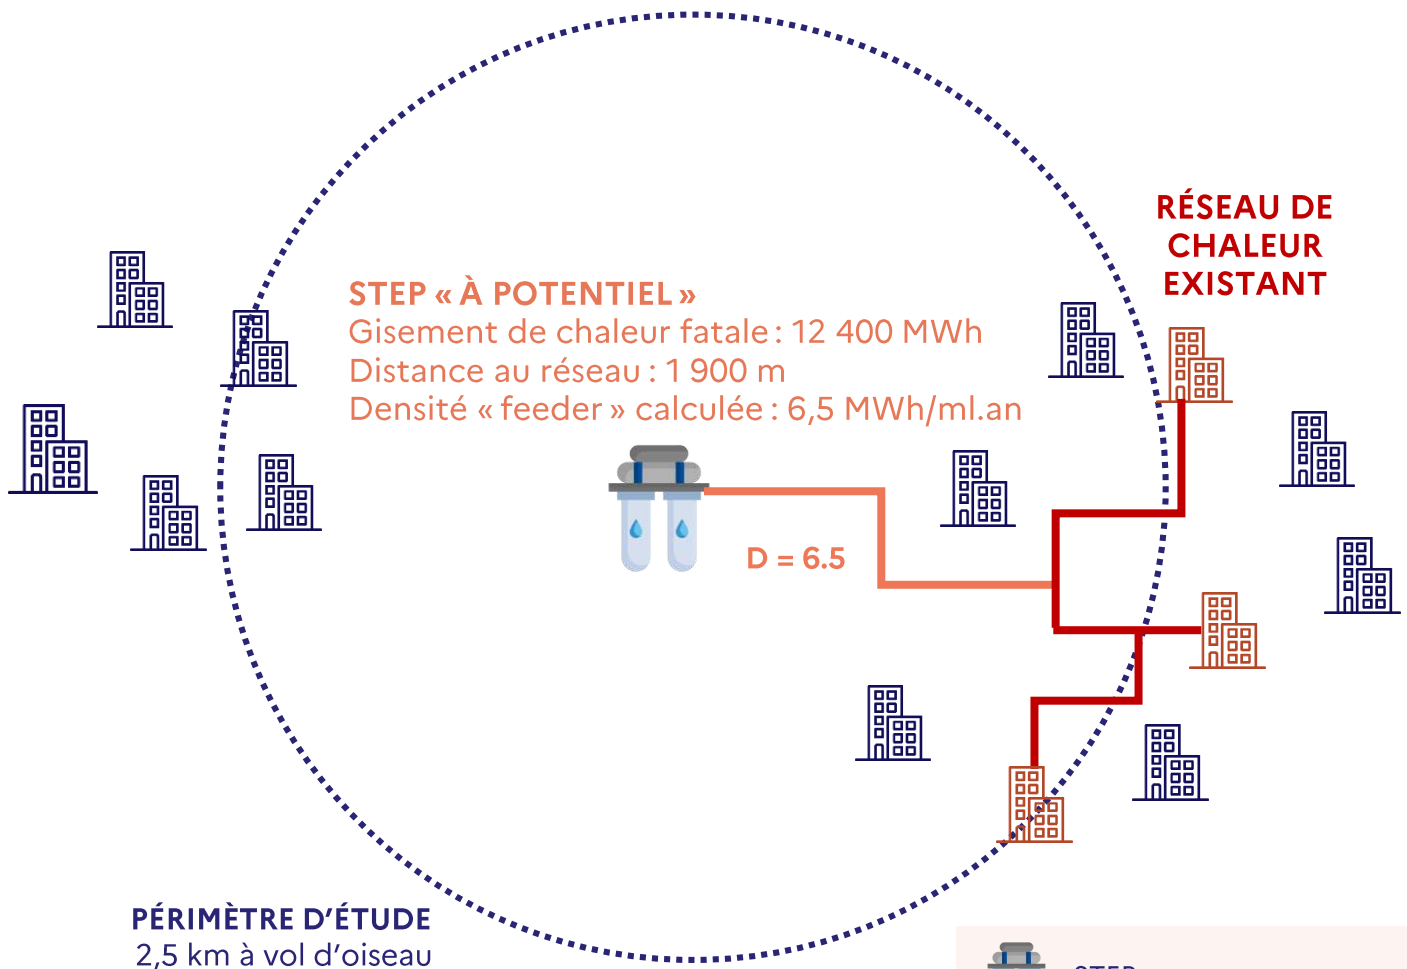 RÉSEAU DE
CHALEUR
EXISTANT
STEP « À POTENTIEL »
Gisement de chaleur fatale : 12 400 MWh
Distance au réseau : 1 900 m
Densité « feeder » calculée : 6,5 MWh/ml.an
D = 6.5
PÉRIMÈTRE D’ÉTUDE
2,5 km à vol d’oiseau
STEP